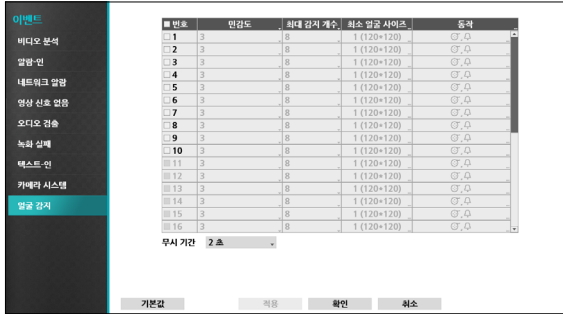 이벤트
비디오 분석
알람-인
네트워크 알람
영상 신호 없음
오디오 검출
녹화 실패
텍스트-인
카메라 시스템
얼굴 감지
번호 민감도 최대 감지 개수 최소 얼굴 사이즈 동작
1 3 8 1 (120*120)
2 3 8 1 (120*120)
3 3 8 1 (120*120)
4 3 8 1 (120*120)
5 3 8 1 (120*120)
6 3 8 1 (120*120)
7 3 8 1 (120*120)
8 3 8 1 (120*120)
9 3 8 1 (120*120)
10 3 8 1 (120*120)
11 3 8 1 (120*120)
12 3 8 1 (120*120)
13 3 8 1 (120*120)
14 3 8 1 (120*120)
15 3 8 1 (120*120)
16 3 8 1 (120*120)
무시 기간 2 초
기본값 적용 확인 취소